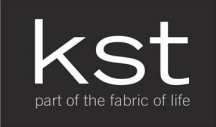 kst
part of the fabric of life